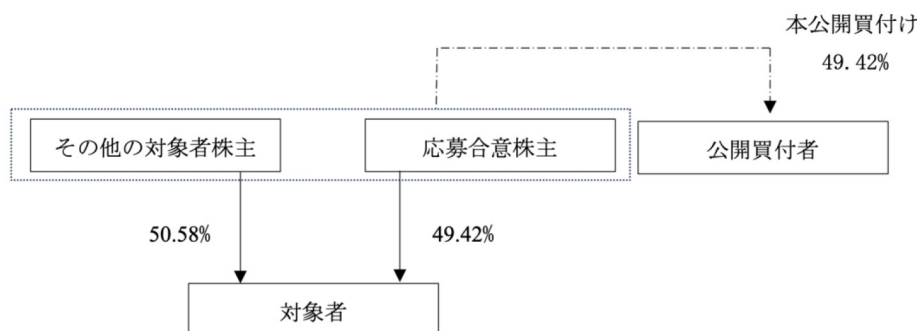 本公開買付け
49.42%
その他の対象者株主
応募合意株主
公開買付者
50.58%
49.42%
対象者